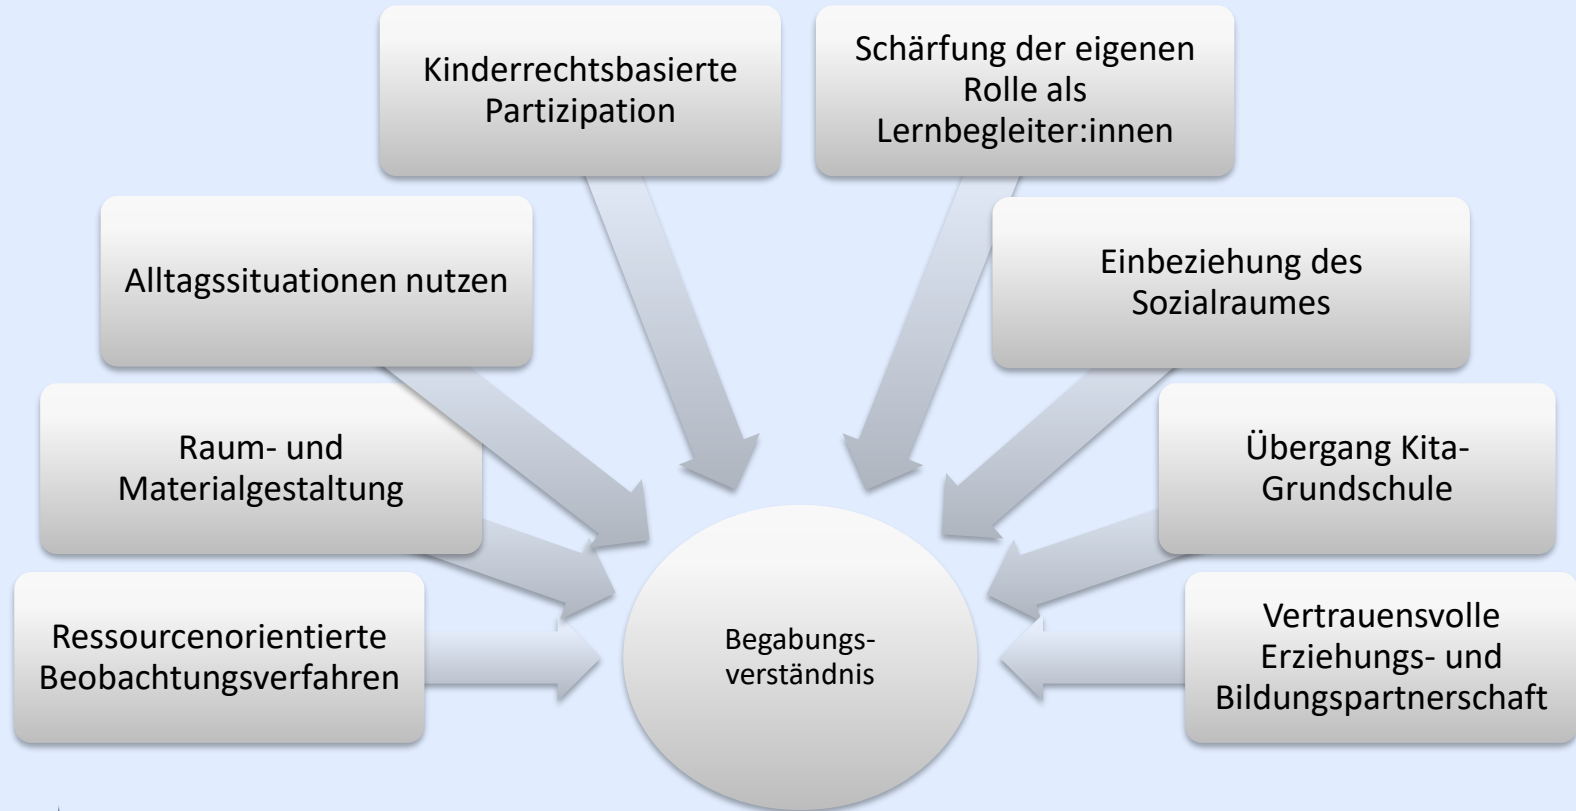 Kinderrechtsbasierte
Partizipation
Schärfung der eigenen
Rolle als
Lernbegleiter:innen
Alltagssituationen nutzen
Einbeziehung des
Sozialraumes
Raum- und
Materialgestaltung
Übergang Kita-
Grundschule
Ressourcenorientierte
Beobachtungsverfahren
Begabungs-
verständnis
Vertrauensvolle
Erziehungs- und
Bildungspartnerschaft